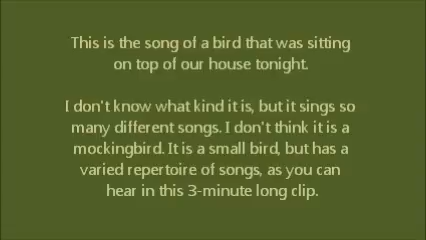 This is the song of a bird that was sitting
on top of our house tonight.
I don't know what kind it is, but it sings so
many different songs. I don't think it is a
mockingbird. It is a small bird, but has a
varied repertoire of songs, as you can
hear in this 3-minute long clip.